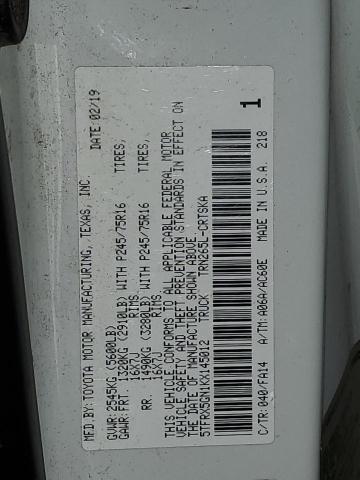 MFD.BY:TOYOTA MOTOR MANUFACTURING, TEXAS, INC. DATE: 02/19
GVWR:2545KG(5600LB)
GAWR:FRT. 1320KG (2910LB) WITH P245/75R16 TIRES,
16X7J RIMS
RR. 1490KG (3280LB) WITH P245/75R16 TIRES,
16X7J RIMS
THIS VEHICLE CONFORMS TO ALL APPLICABLE FEDERAL MOTOR
VEHICLE SAFETY AND THEFT PREVENTION STANDARDS IN EFFECT ON
THE DATE OF MANUFACTURE SHOWN ABOVE.
5TFRX5GN1KX145012 TRUCK TRN265L-CRTSKA
C/TR:040/FA14 A/TM:A06A/AC60E MADE IN U.S.A. 218
1